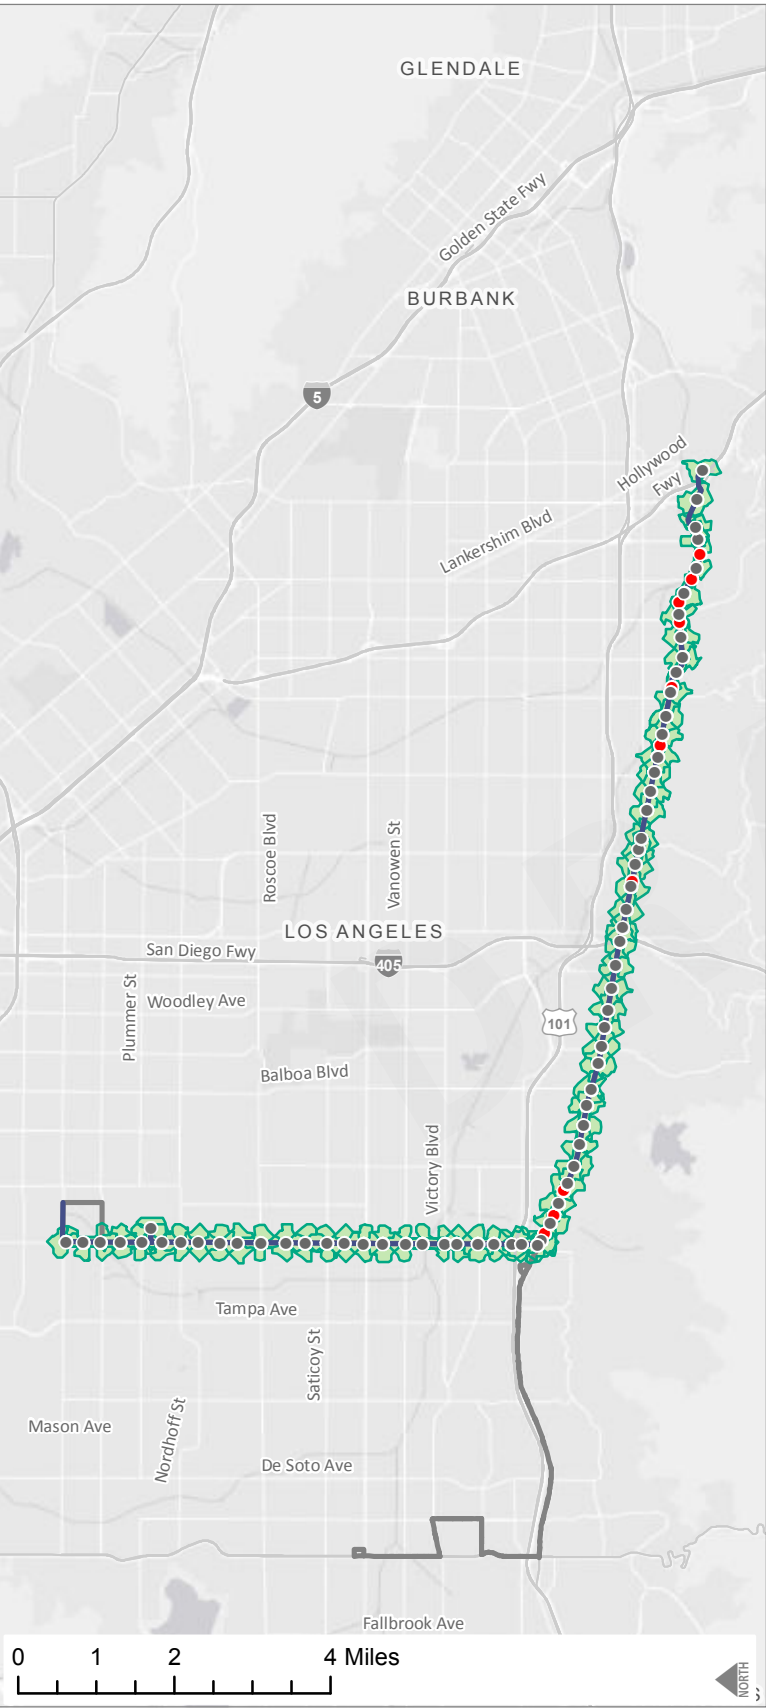 GLENDALE
Golden State Fwy
BURBANK
5
Hollywood
Fwy
Lankershim Blvd
Roscoe Blvd
Vanowen St
LOS ANGELES
San Diego Fwy
405
Plummer St
Woodley Ave
101
Balboa Blvd
Victory Blvd
Tampa Ave
Saticoy St
Mason Ave
Nordhoff St
De Soto Ave
Fallbrook Ave
0 1 2 4 Miles
NORTH